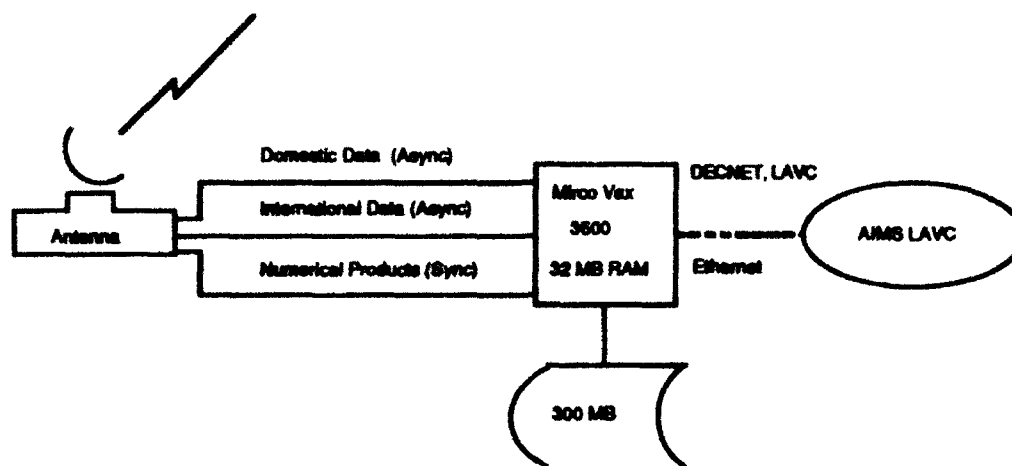 Domestic Data (Async)
DECNET, LAVC
Mirco Vax
International Data (Async)
3600
Antenna
AIMS LAVC
Numerical Products (Sync)
32 MB RAM
Ethernet
300 MB